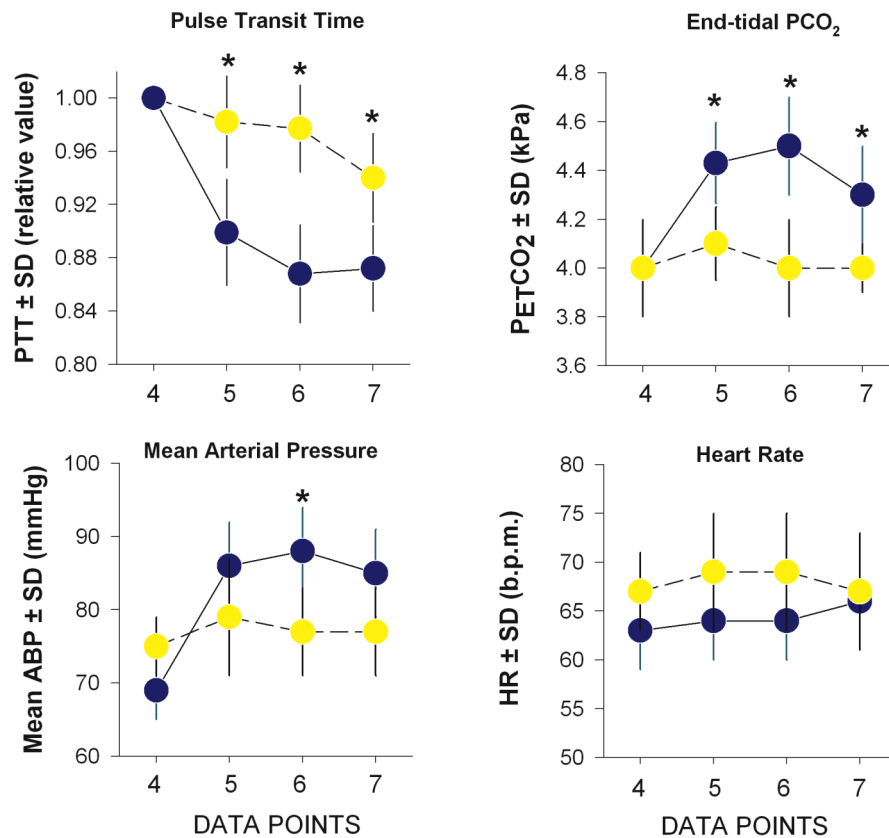 Pulse Transit Time
PTT ± SD (relative value)
1.00
0.96
0.92
0.88
0.84
0.80
4 5 6 7
* * *
End-tidal PCO₂
PETCO2 ± SD (kPa)
4.8
4.6
4.4
4.2
4.0
3.8
3.6
4 5 6 7
* * *
Mean Arterial Pressure
Mean ABP ± SD (mmHg)
100
90
80
70
60
4 5 6 7
*
DATA POINTS
Heart Rate
HR ± SD (b.p.m.)
80
75
70
65
60
55
50
4 5 6 7
DATA POINTS